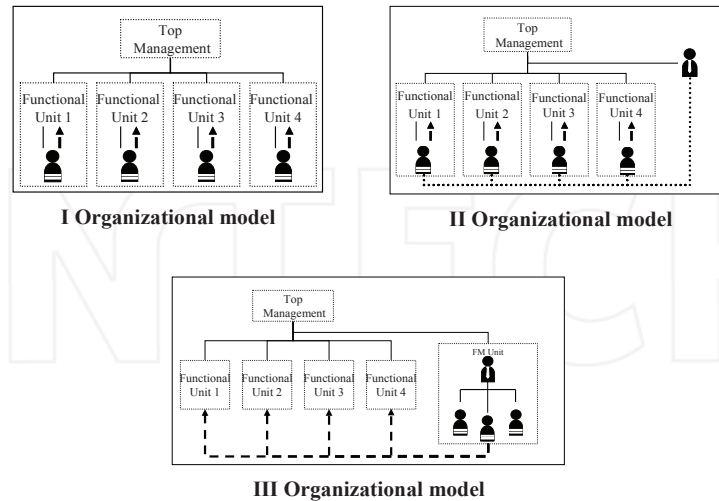 Top
Management
Functional
Unit 1
Functional
Unit 2
Functional
Unit 3
Functional
Unit 4
I Organizational model
Top
Management
Functional
Unit 1
Functional
Unit 2
Functional
Unit 3
Functional
Unit 4
II Organizational model
Top
Management
Functional
Unit 1
Functional
Unit 2
Functional
Unit 3
Functional
Unit 4
FM Unit
III Organizational model